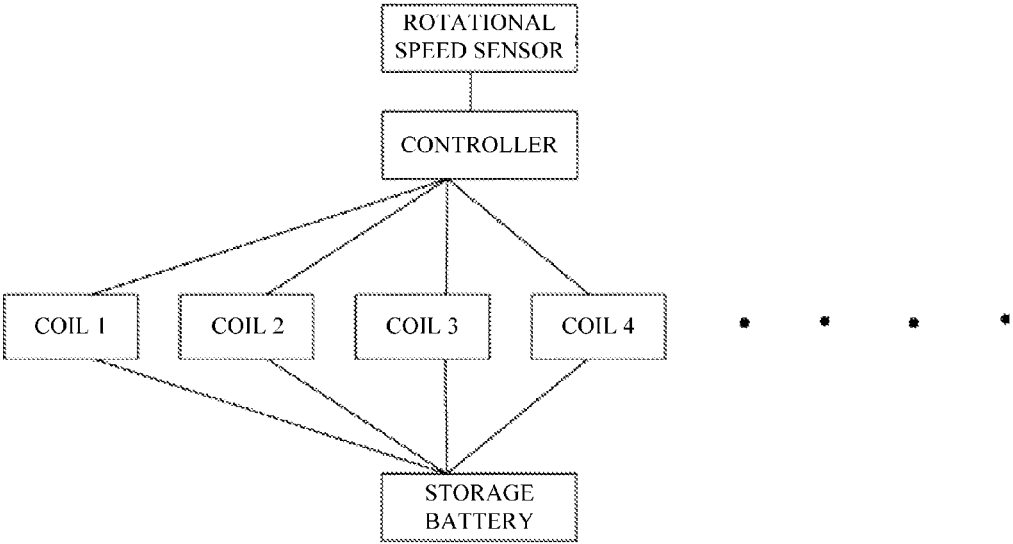 ROTATIONAL
SPEED SENSOR
CONTROLLER
COIL 1
COIL 2
COIL 3
COIL 4
STORAGE
BATTERY